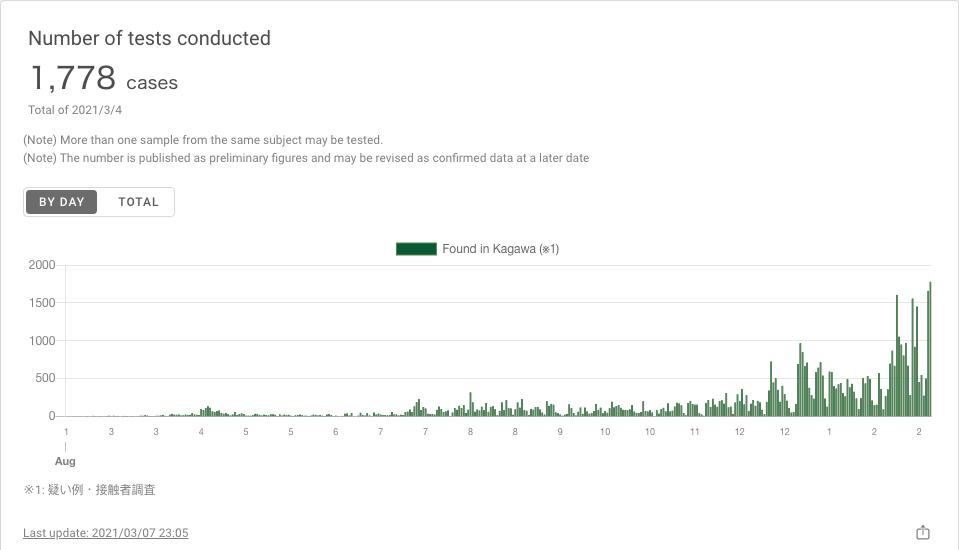 Number of tests conducted
1,778 cases
Total of 2021/3/4
(Note) More than one sample from the same subject may be tested.
(Note) The number is published as preliminary figures and may be revised as confirmed data at a later date
BY DAY TOTAL
Found in Kagawa (※1)
2000
1500
1000
500
0
1 3 3 4 5 5 6 7 7 8 8 9 10 10 11 12 12 1 2 2
Aug
※1: 疑い例・接触者調査
Last update: 2021/03/07 23:05